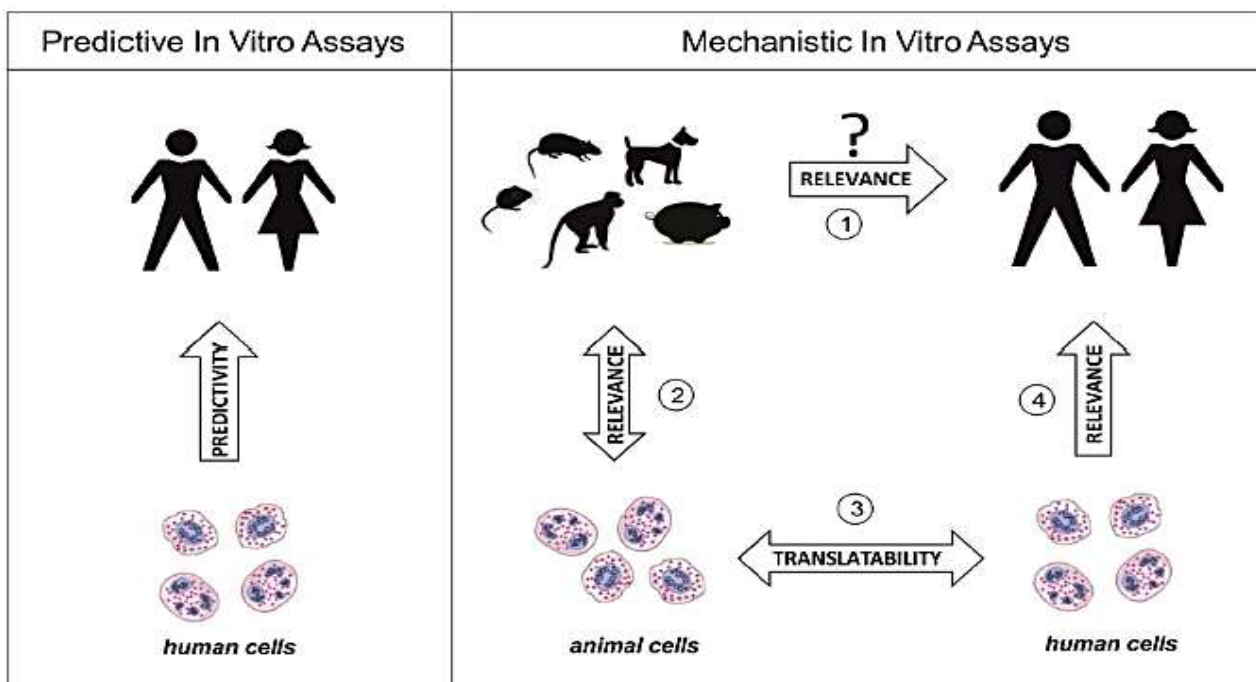 Predictive In Vitro Assays
Mechanistic In Vitro Assays
?
RELEVANCE
1
PREDICTIVITY
RELEVANCE
2
4
RELEVANCE
3
TRANSLATABILITY
human cells
animal cells
human cells